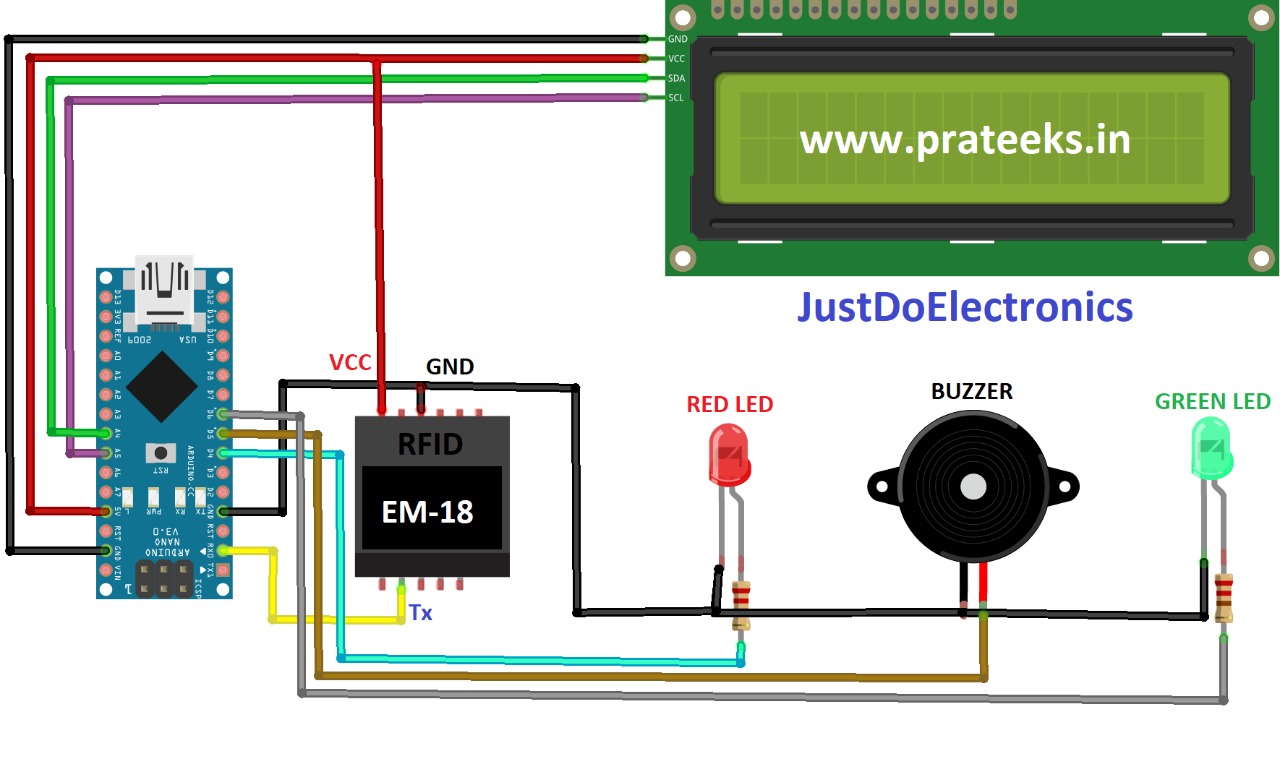 GND
VCC
SDA
SCL
www.prateeks.in
JustDoElectronics
VCC
GND
RFID
EM-18
Tx
RED LED
BUZZER
GREEN LED
D13
3V3
REF
A0
A1
A2
A3
A4
A5
A6
A7
5V
RST
GND
VIN
D12
D11
D10
D9
D8
D7
D6
D5
D4
D3
D2
GND
RST
RX0
TX1
USA
2009
RST
ARDUINO.CC
TX
RX
PWR
L
V3.0
NANO
ARDUINO
ICSP
1